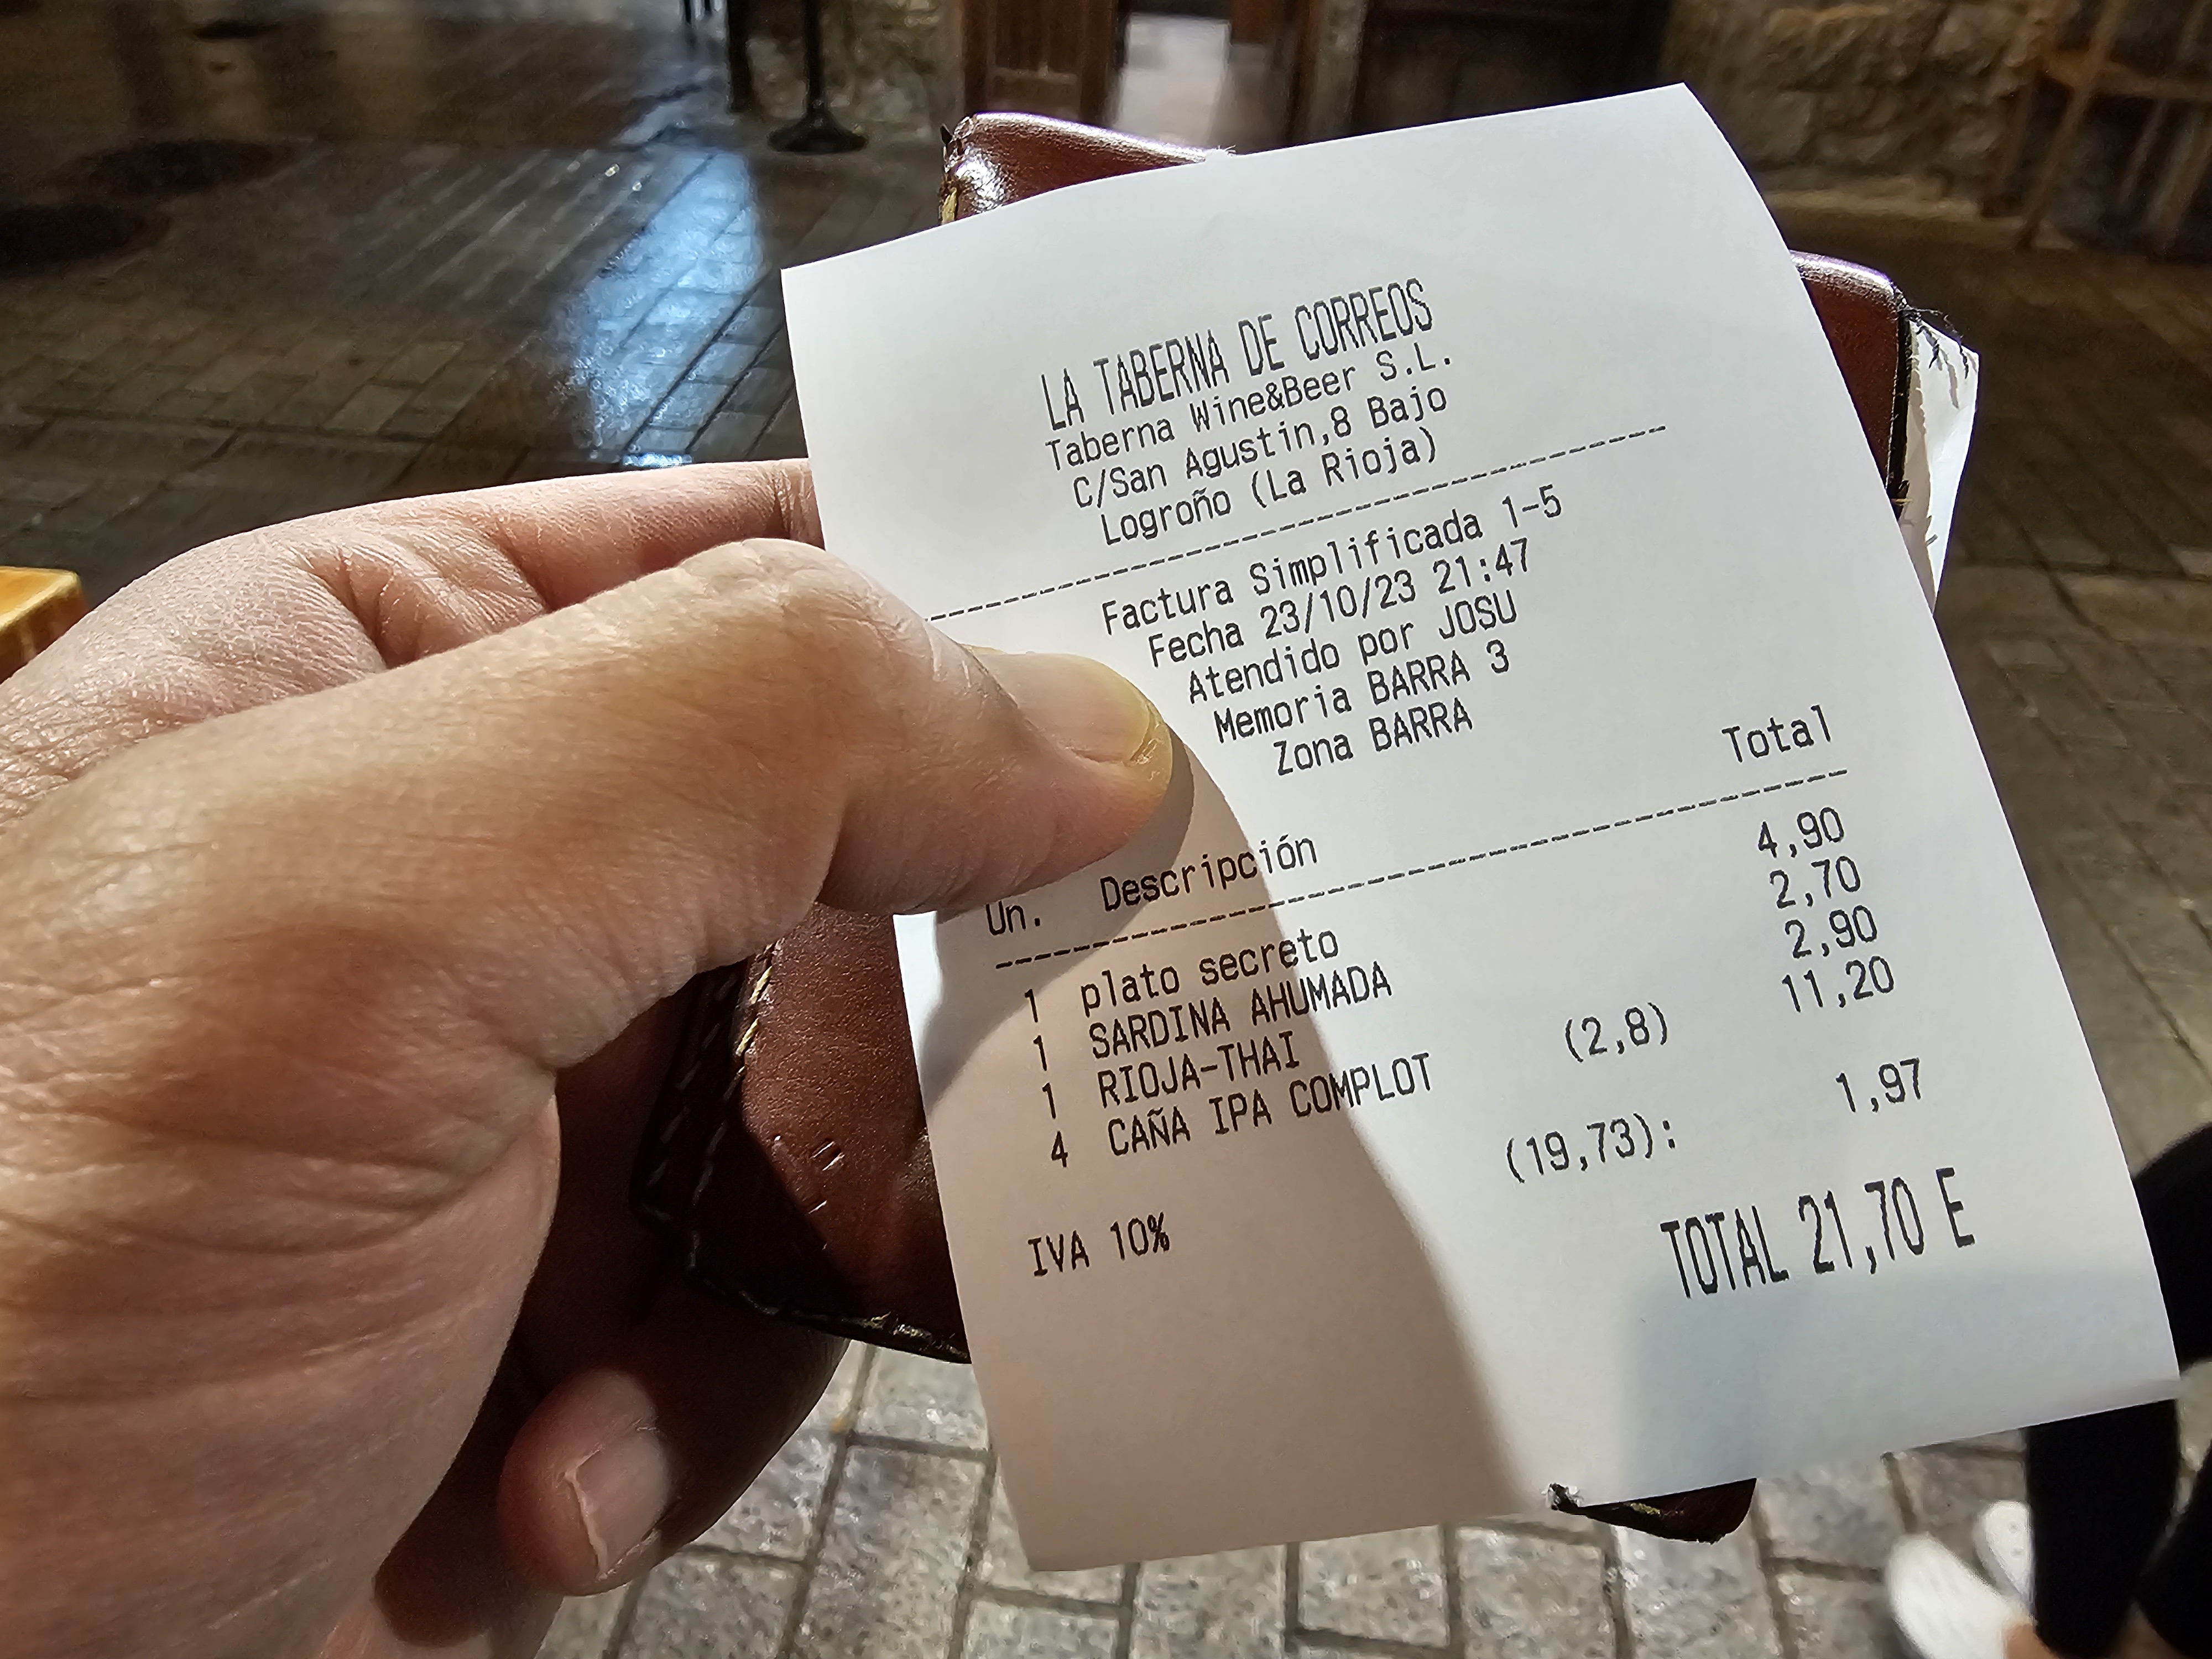 LA TABERNA DE CORREOS
Taberna Wine&Beer S.L.
C/San Agustin,8 Bajo
Logroño (La Rioja)
Factura Simplificada 1-5
Fecha 23/10/23 21:47
Atendido por JOSU
Memoria BARRA 3
Zona BARRA
Un. Descripción Total
1 plato secreto 4,90
1 SARDINA AHUMADA 2,70
1 RIOJA-THAI 2,90
4 CAÑA IPA COMPLOT (2,8) 11,20
IVA 10% (19,73): 1,97
TOTAL 21,70 E